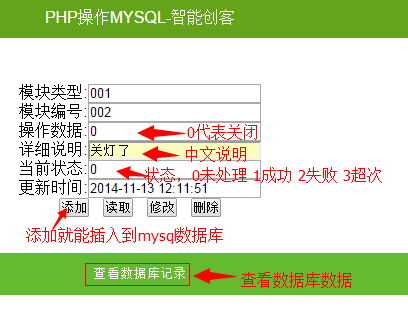 PHP操作MYSQL-智能创客
模块类型: 001
模块编号: 002
操作数据: 0 0代表关闭
详细说明: 关灯了 中文说明
当前状态: 0 状态，0未处理 1成功 2失败 3超次
更新时间: 2014-11-13 12:11:51
添加 读取 修改 删除
添加就能插入到mysq数据库
查看数据库记录 查看数据库数据